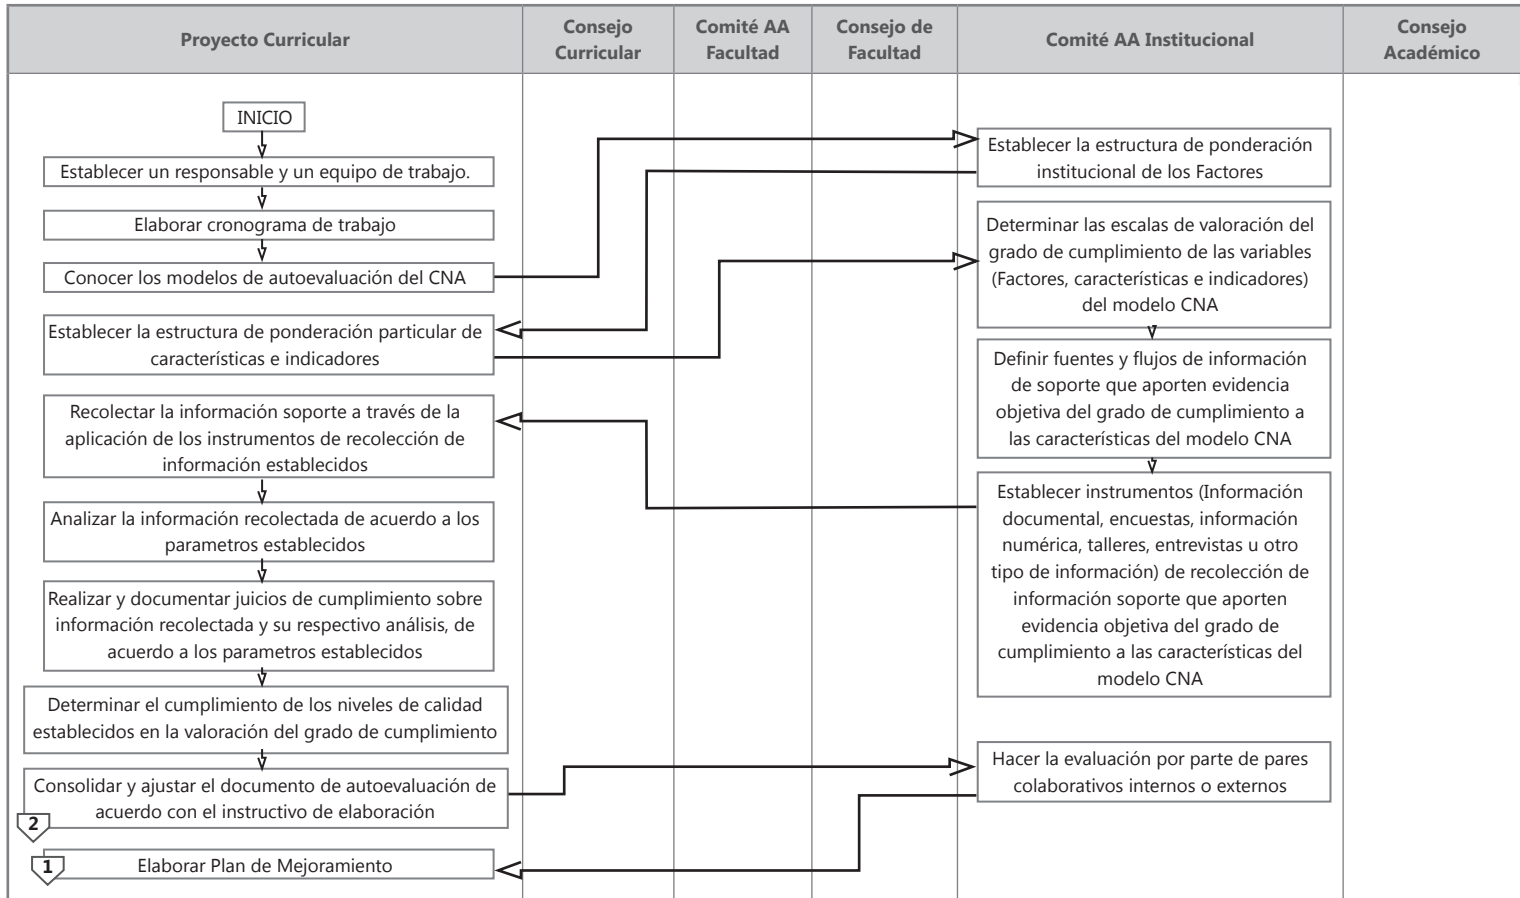 Proyecto Curricular
Consejo
Curricular
Comité AA
Facultad
Consejo de
Facultad
Comité AA Institucional
Consejo
Académico
INICIO
Establecer un responsable y un equipo de trabajo.
Elaborar cronograma de trabajo
Conocer los modelos de autoevaluación del CNA
Establecer la estructura de ponderación
institucional de los Factores
Establecer la estructura de ponderación particular de
características e indicadores
Determinar las escalas de valoración del
grado de cumplimiento de las variables
(Factores, características e indicadores)
del modelo CNA
Definir fuentes y flujos de información
de soporte que aporten evidencia
objetiva del grado de cumplimiento a
las características del modelo CNA
Establecer instrumentos (Información
documental, encuestas, información
numérica, talleres, entrevistas u otro
tipo de información) de recolección de
información soporte que aporten
evidencia objetiva del grado de
cumplimiento a las características del
modelo CNA
Recolectar la información soporte a través de la
aplicación de los instrumentos de recolección de
información establecidos
Analizar la información recolectada de acuerdo a los
parametros establecidos
Realizar y documentar juicios de cumplimiento sobre
información recolectada y su respectivo análisis, de
acuerdo a los parametros establecidos
Determinar el cumplimiento de los niveles de calidad
establecidos en la valoración del grado de cumplimiento
Consolidar y ajustar el documento de autoevaluación de
acuerdo con el instructivo de elaboración
2
Hacer la evaluación por parte de pares
colaborativos internos o externos
1
Elaborar Plan de Mejoramiento